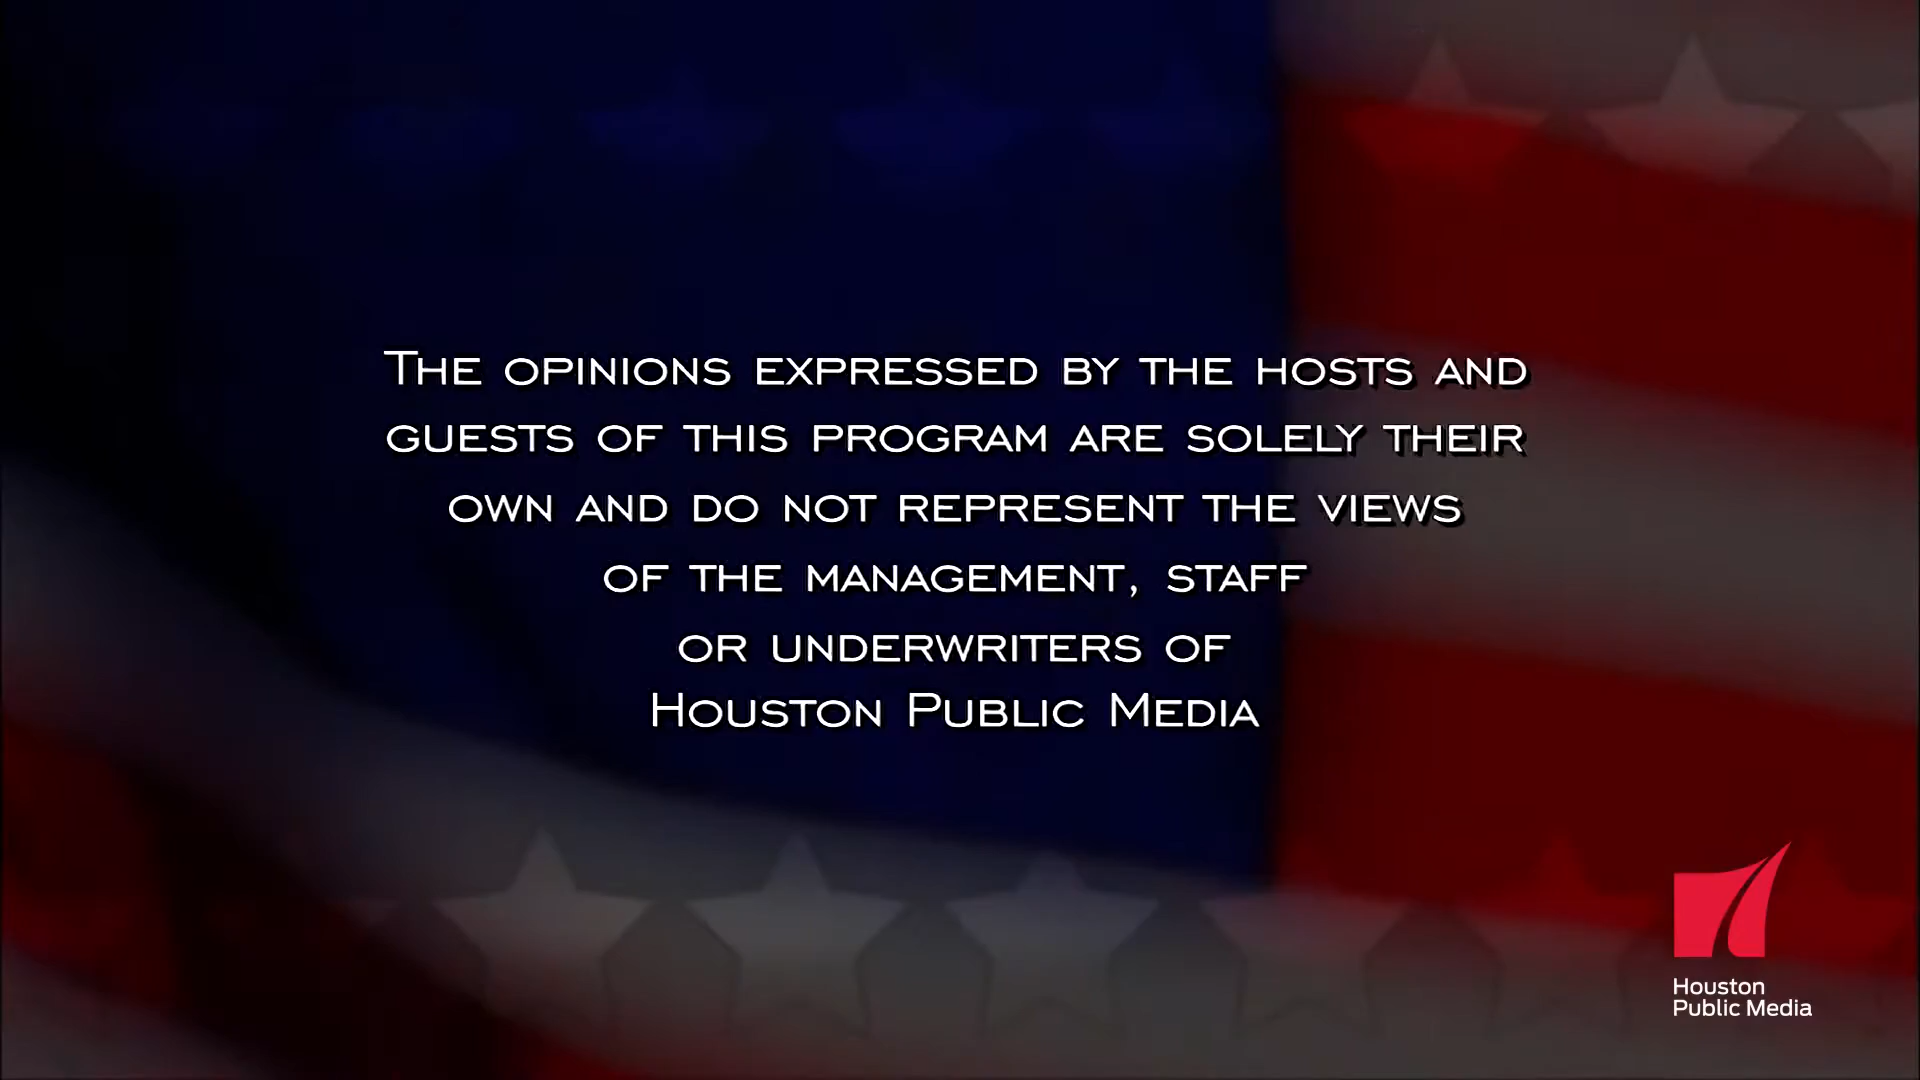 The opinions expressed by the hosts and
guests of this program are solely their
own and do not represent the views
of the management, staff
or underwriters of
Houston Public Media
Houston
Public Media